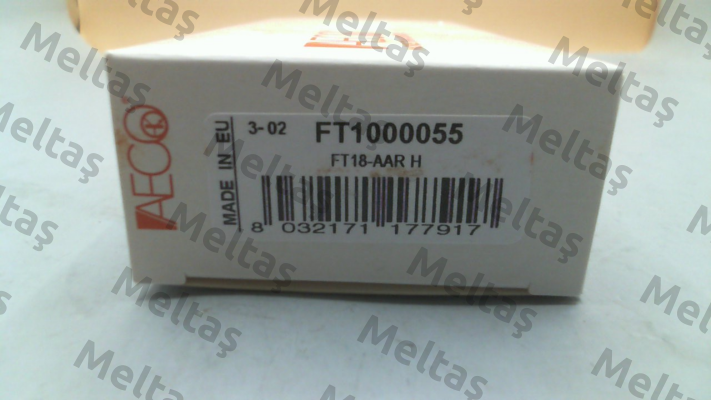 AECO
MADE IN EU
3-02 FT1000055
FT18-AAR H
8 032171 177917
Meltaş